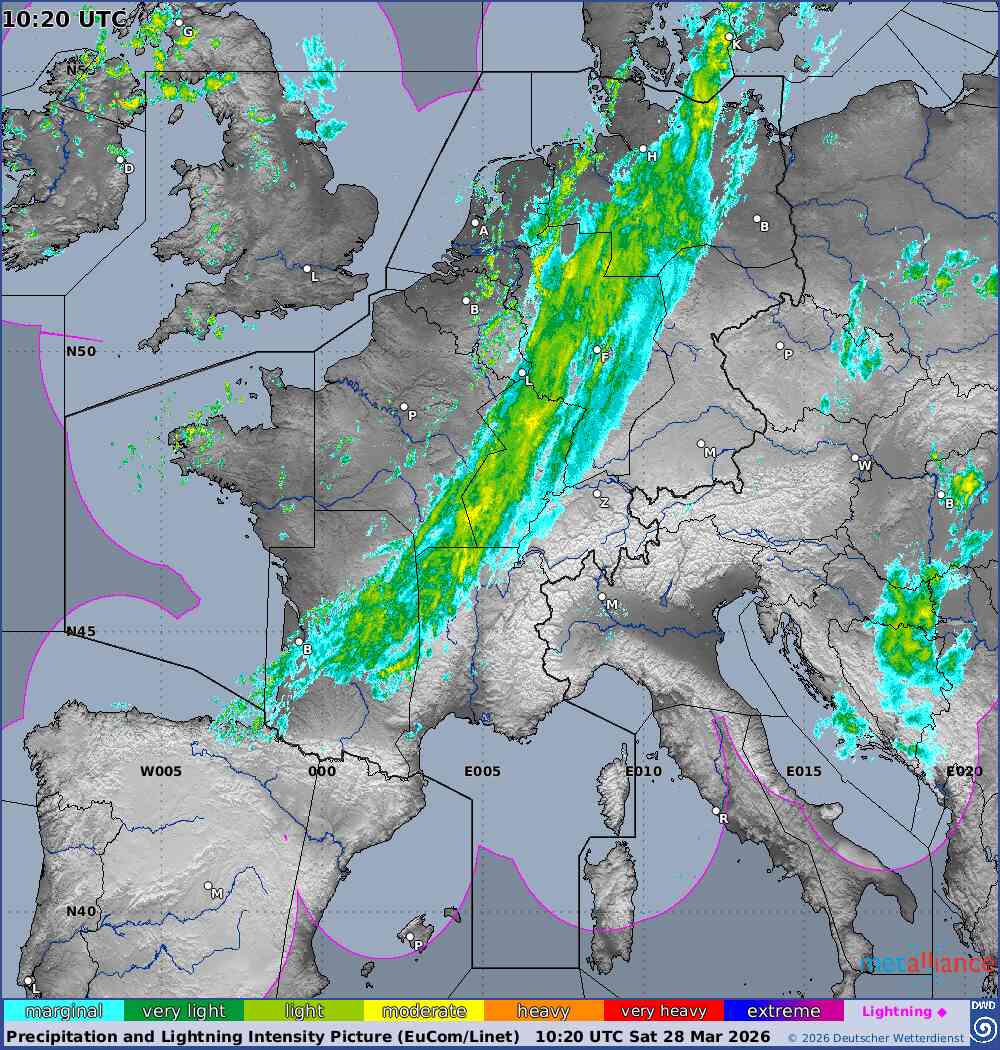 10:20 UTC
G
K
N55
D
H
A
B
L
B
N50
F
P
L
P
M
W
Z
B
M
N45
B
W005
000
E005
E010
E015
E020
R
M
N40
P
L
metalliance
marginal
very light
light
moderate
heavy
very heavy
extreme
Lightning ◆
DWD
Precipitation and Lightning Intensity Picture (EuCom/Linet) 10:20 UTC Sat 28 Mar 2026 © 2026 Deutscher Wetterdienst